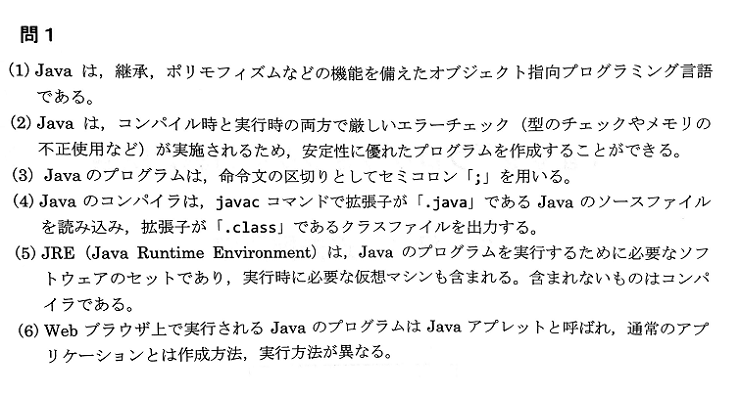 問1
(1) Java は，継承，ポリモフィズムなどの機能を備えたオブジェクト指向プログラミング言語
である。
(2) Java は，コンパイル時と実行時の両方で厳しいエラーチェック（型のチェックやメモリの
不正使用など）が実施されるため，安定性に優れたプログラムを作成することができる。
(3) Java のプログラムは，命令文の区切りとしてセミコロン「;」を用いる。
(4) Java のコンパイラは，javac コマンドで拡張子が「.java」である Java のソースファイル
を読み込み，拡張子が「.class」であるクラスファイルを出力する。
(5) JRE（Java Runtime Environment）は，Java のプログラムを実行するために必要なソフ
トウェアのセットであり，実行時に必要な仮想マシンも含まれる。含まれないものはコンパ
イラである。
(6) Web ブラウザ上で実行される Java のプログラムは Java アプレットと呼ばれ，通常のアプ
リケーションとは作成方法，実行方法が異なる。